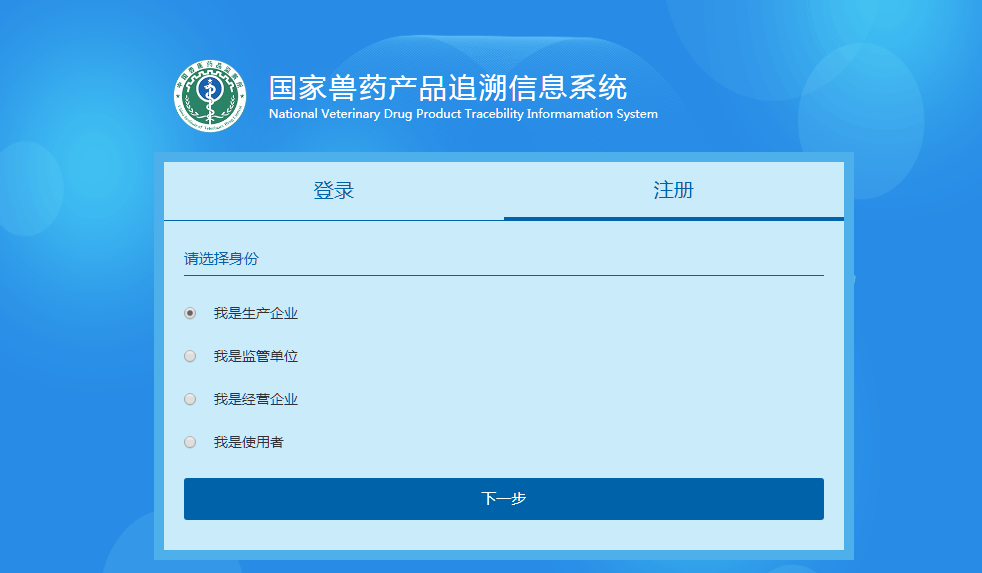 国家兽药产品追溯信息系统
National Veterinary Drug Product Tracebility Informamation System
登录
注册
请选择身份
我是生产企业
我是监管单位
我是经营企业
我是使用者
下一步